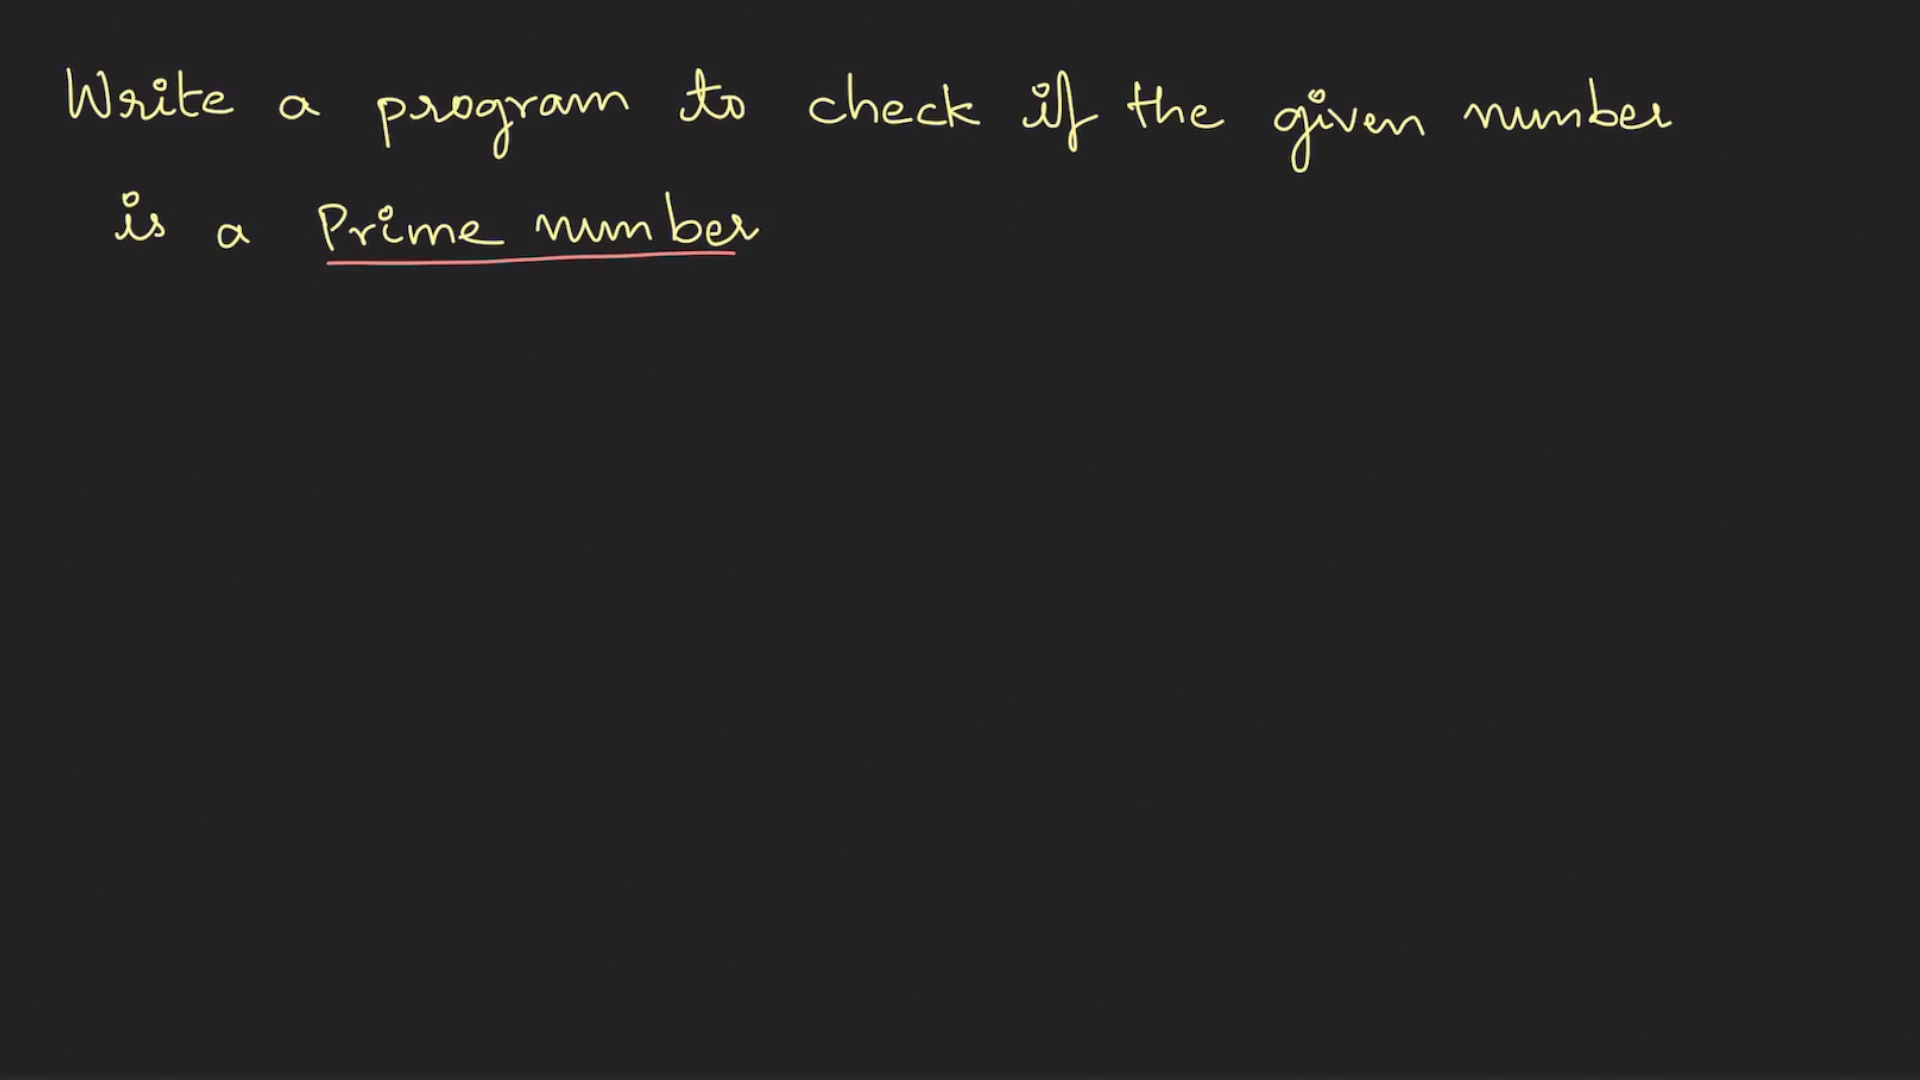 Write a program to check if the given number
is a Prime number